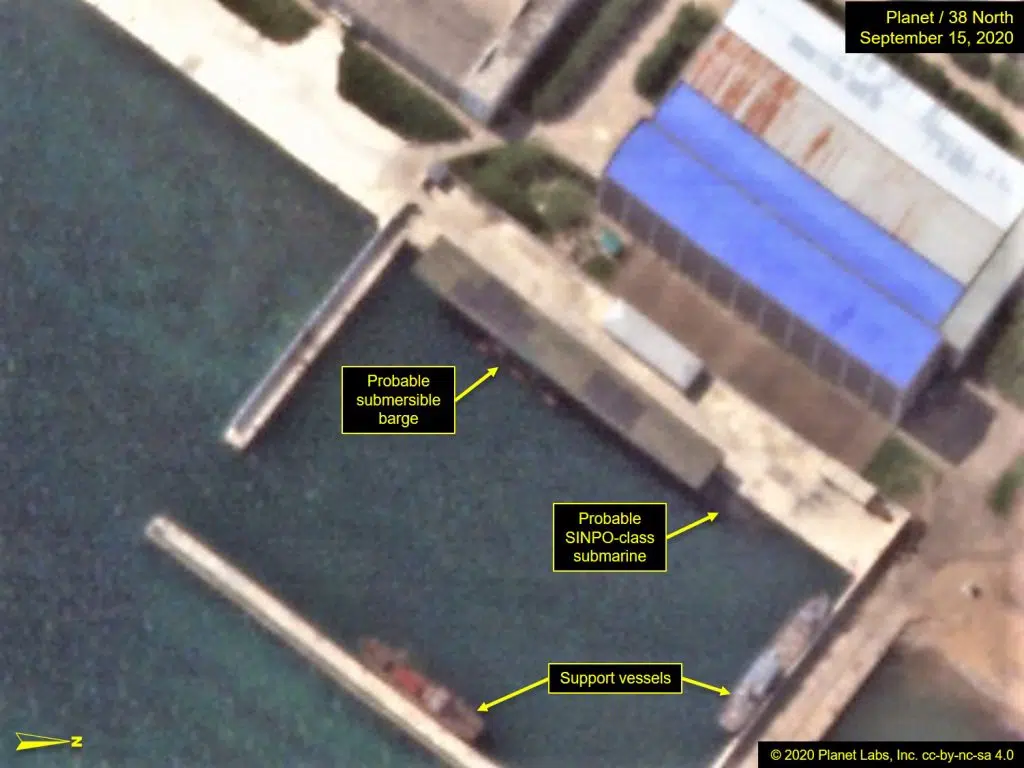 Planet / 38 North
September 15, 2020
Probable
submersible
barge
Probable
SINPO-class
submarine
Support vessels
N
© 2020 Planet Labs, Inc. cc-by-nc-sa 4.0